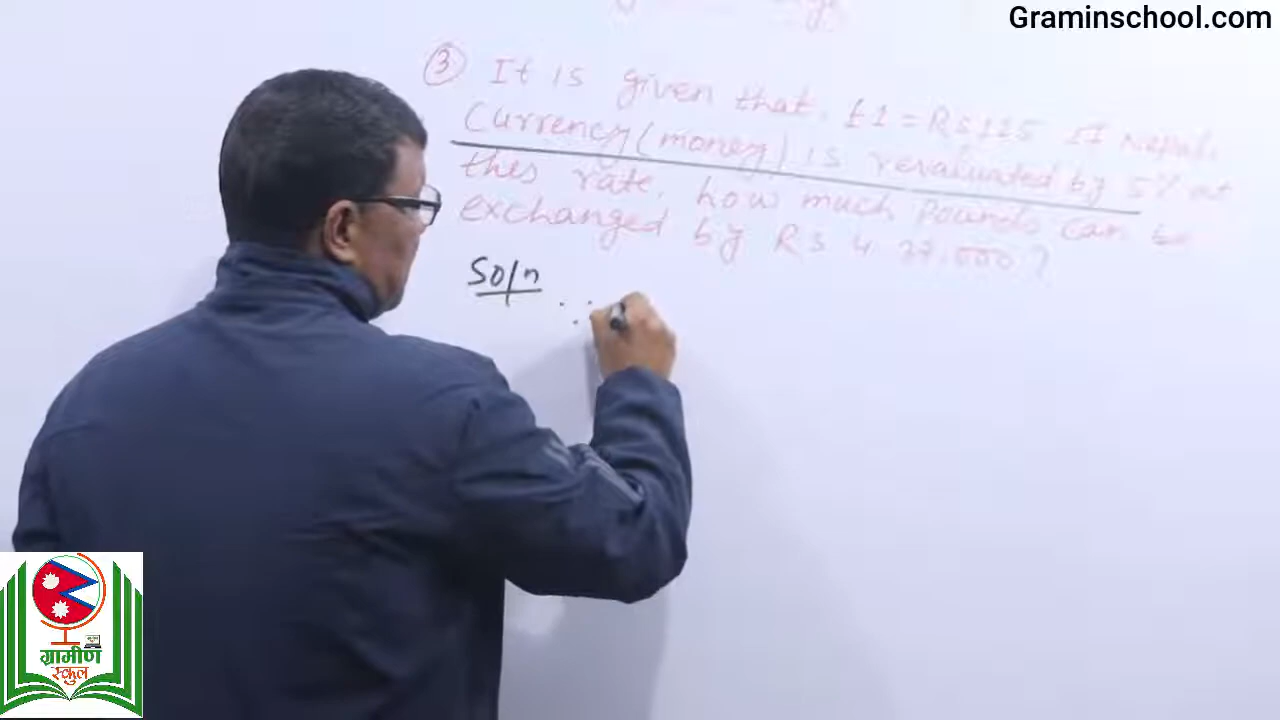 Graminschool.com
③ It is given that, £1 = Rs 125 If Nepali
Currency (money) is revaluated by 5% at
this rate, how much Pounds can be
exchanged by Rs 4,27,500?
Soln
ग्रामीण
स्कुल